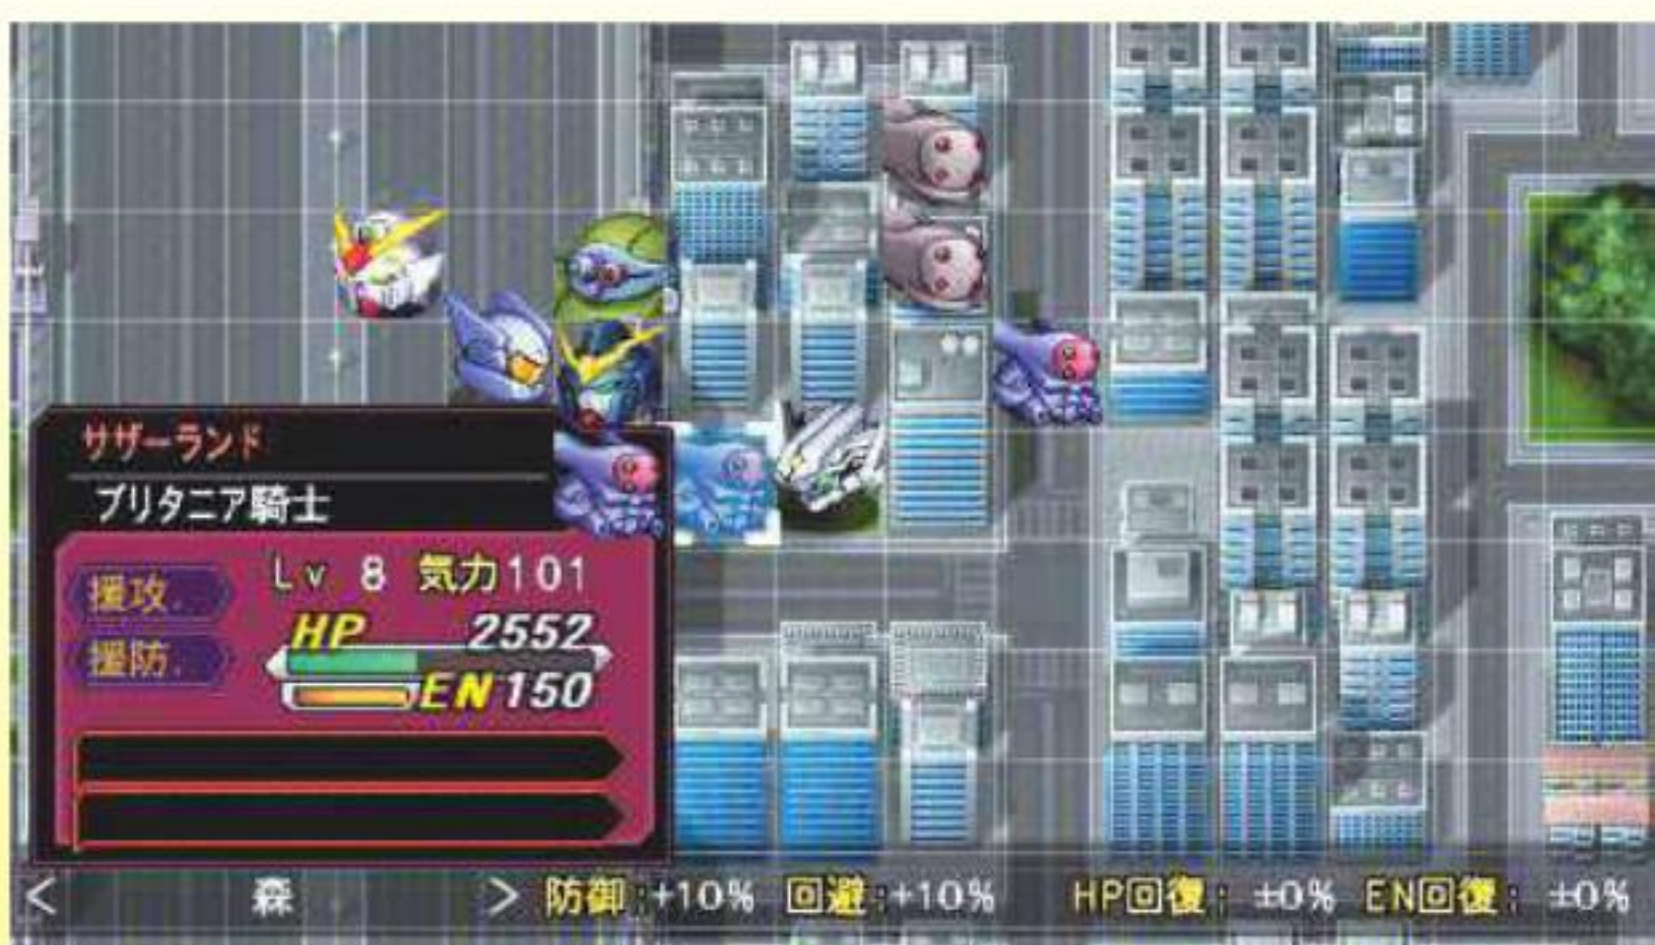 サザーランド
ブリタニア騎士
援攻.
Lv 8 気力101
援防.
HP 2552
EN 150
< 森 > 防御:+10% 回避:+10% HP回復: ±0% EN回復: ±0%